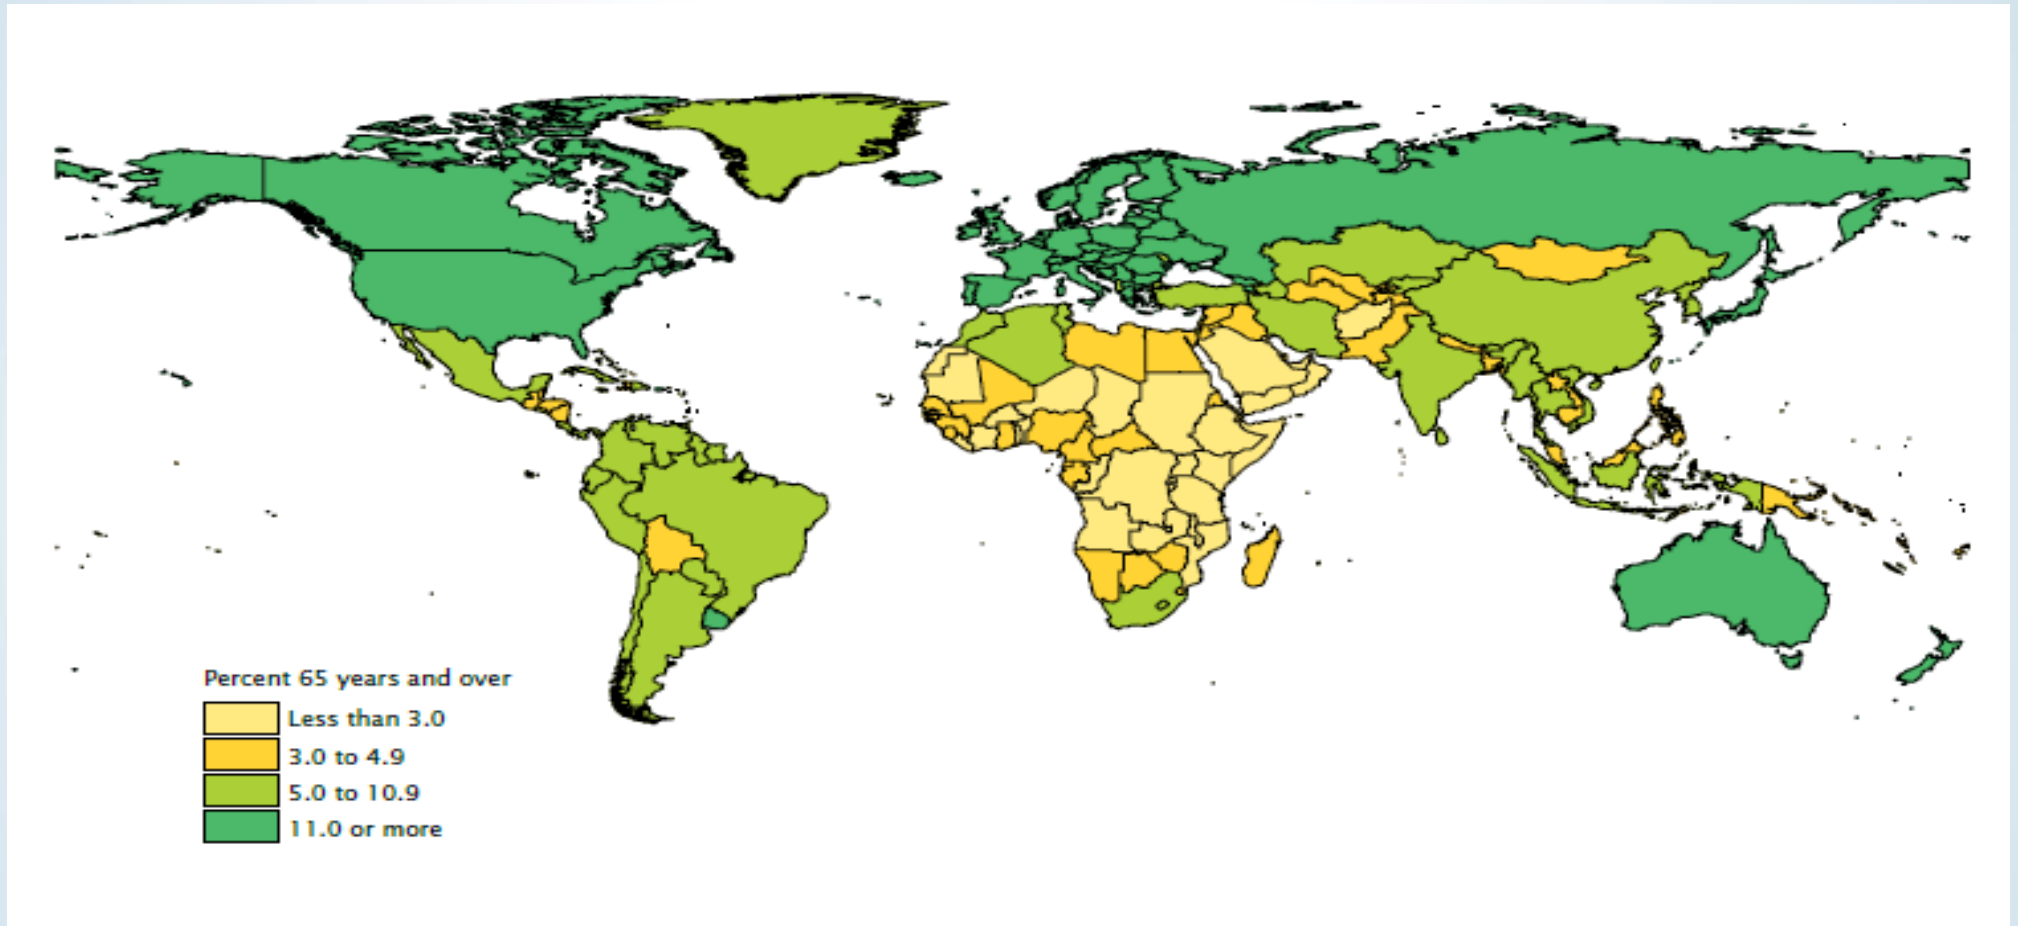 Percent 65 years and over
Less than 3.0
3.0 to 4.9
5.0 to 10.9
11.0 or more